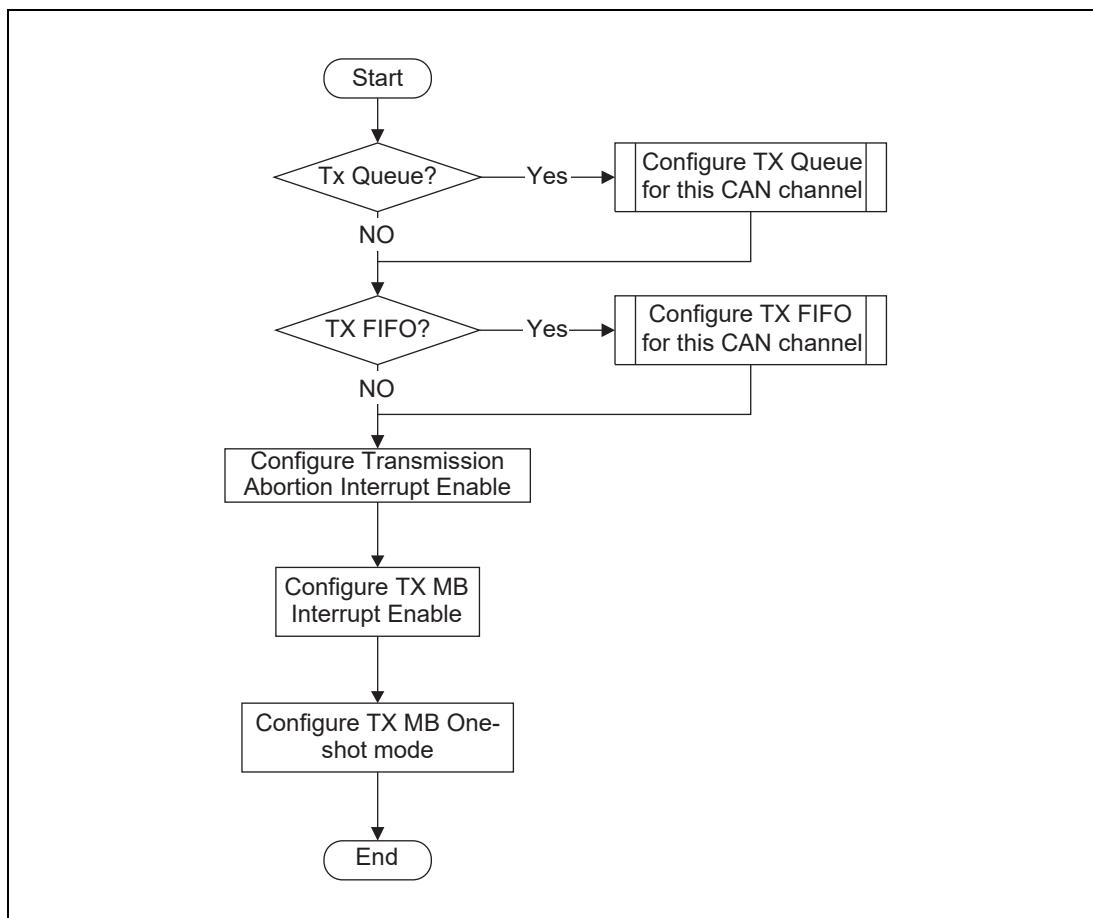 Start
Tx Queue?
Yes
Configure TX Queue
for this CAN channel
NO
TX FIFO?
Yes
Configure TX FIFO
for this CAN channel
NO
Configure Transmission
Abortion Interrupt Enable
Configure TX MB
Interrupt Enable
Configure TX MB One-
shot mode
End